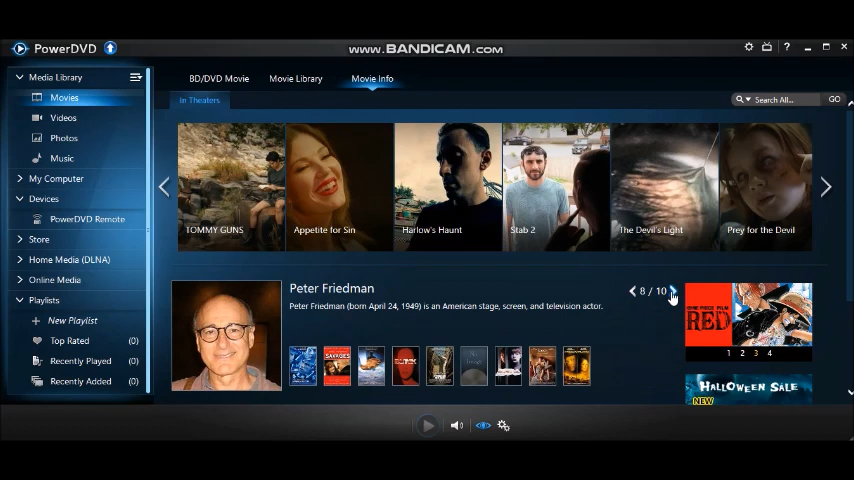 PowerDVD
www.BANDICAM.com
?
Media Library
Movies
Videos
Photos
Music
My Computer
Devices
PowerDVD Remote
Store
Home Media (DLNA)
Online Media
Playlists
New Playlist
Top Rated (0)
Recently Played (0)
Recently Added (0)
BD/DVD Movie Movie Library Movie Info
In Theaters
Search All... GO
TOMMY GUNS
Appetite for Sin
Harlow's Haunt
Stab 2
The Devil's Light
Prey for the Devil
Peter Friedman
8 / 10
Peter Friedman (born April 24, 1949) is an American stage, screen, and television actor.
SAVAGES
ONE PIECE FILM
RED
1 2 3 4
HALLOWEEN SALE
NEW